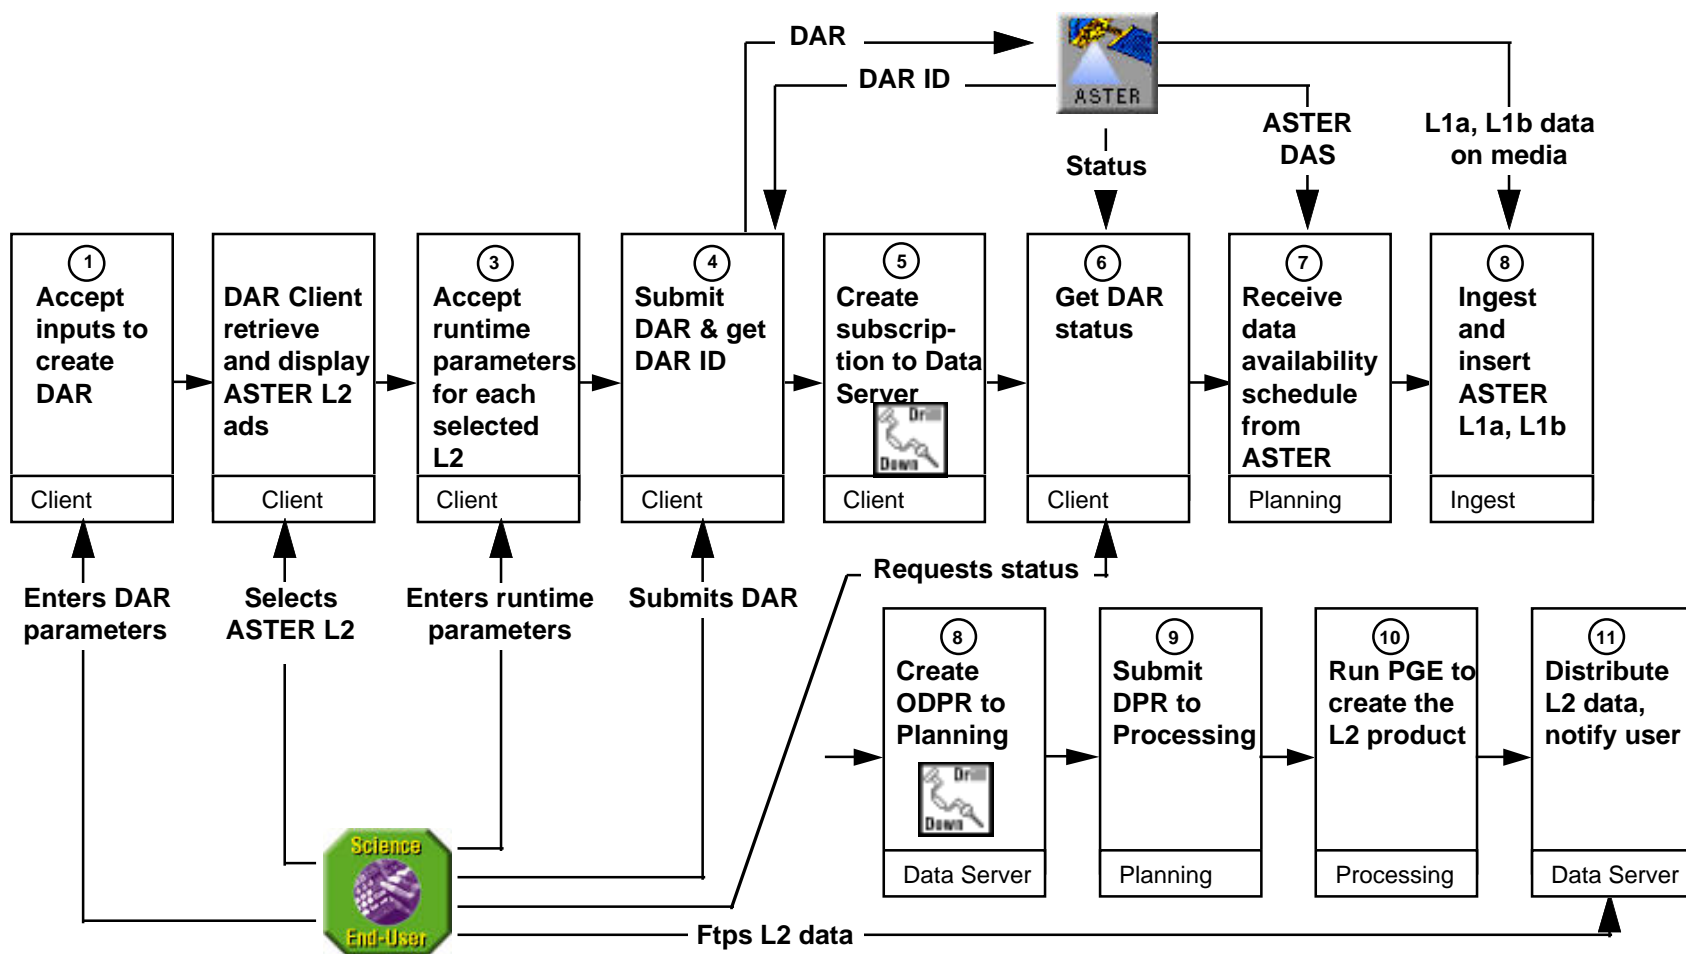 DAR
DAR ID
ASTER
Status
ASTER
DAS
L1a, L1b data
on media
1
Accept
inputs to
create
DAR
Client
DAR Client
retrieve
and display
ASTER L2
ads
Client
3
Accept
runtime
parameters
for each
selected
L2
Client
4
Submit
DAR & get
DAR ID
Client
5
Create
subscrip-
tion to Data
Server
Drill
Down
Client
6
Get DAR
status
Client
7
Receive
data
availability
schedule
from
ASTER
Planning
8
Ingest
and
insert
ASTER
L1a, L1b
Ingest
Enters DAR
parameters
Selects
ASTER L2
Enters runtime
parameters
Submits DAR
Requests status
8
Create
ODPR to
Planning
Drill
Down
Data Server
9
Submit
DPR to
Processing
Planning
10
Run PGE to
create the
L2 product
Processing
11
Distribute
L2 data,
notify user
Data Server
Science
End-User
Ftps L2 data